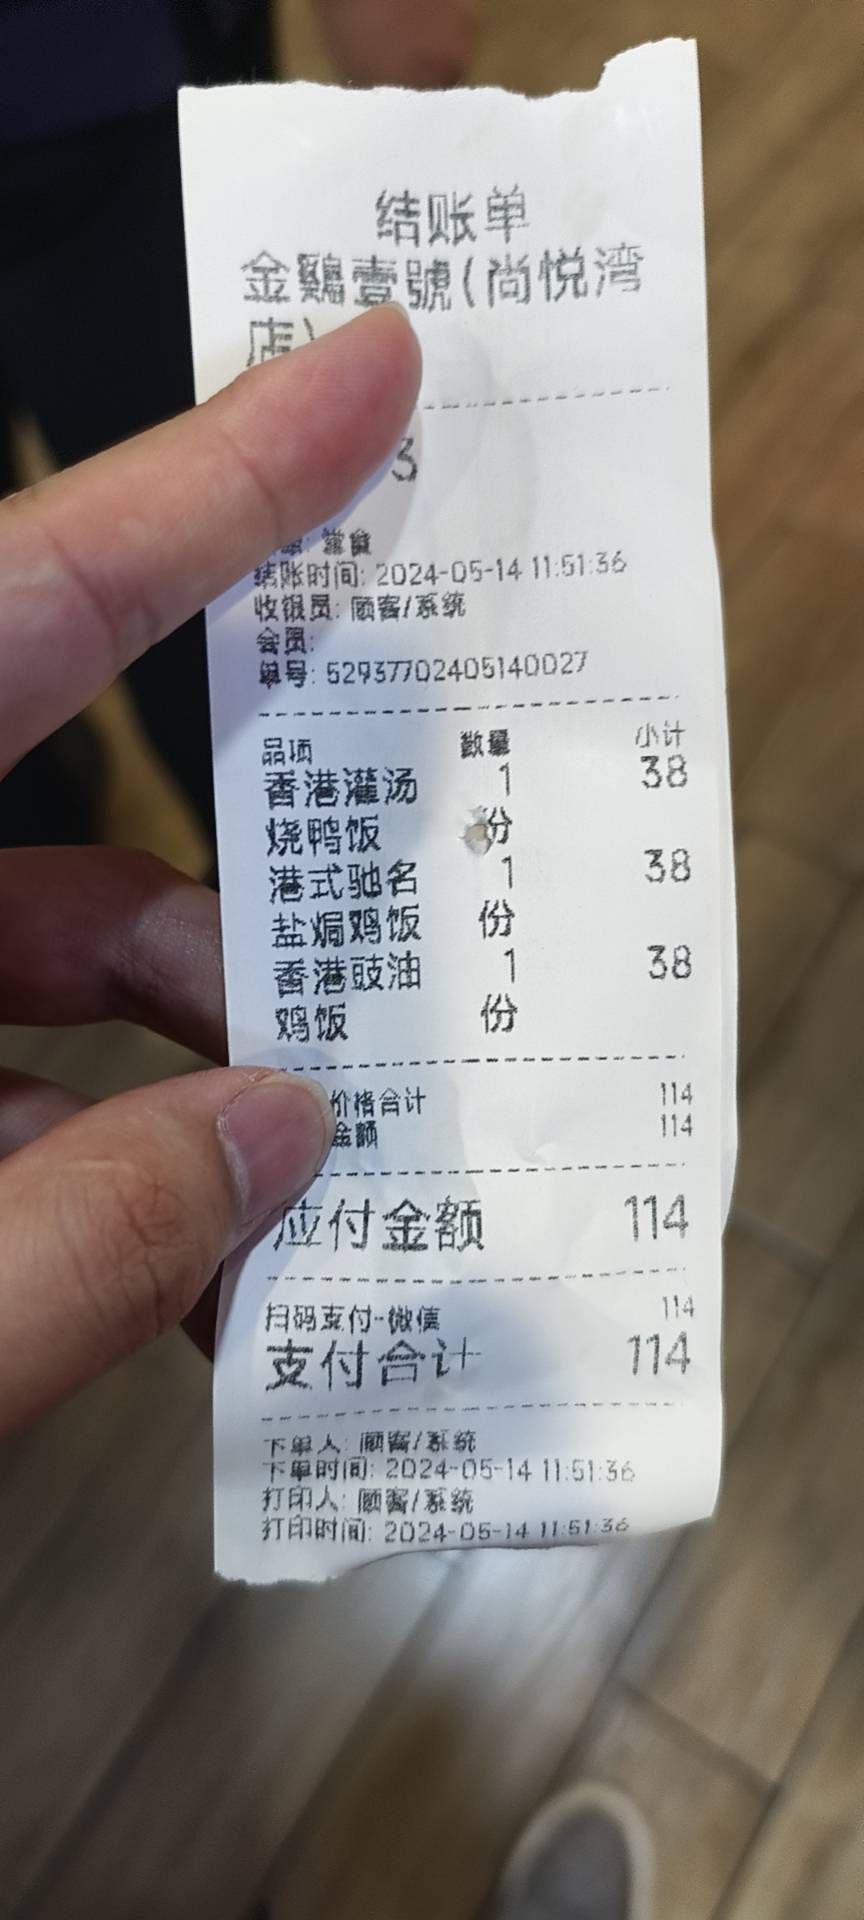 结账单
金鷄壹號(尚悦湾
店)
3
堂食
结账时间: 2024-05-14 11:51:36
收银员: 顾客/系统
会员:
单号: 52937702405140027
品项 数量 小计
香港灌汤 1 38
烧鸭饭 份
港式驰名 1 38
盐焗鸡饭 份
香港豉油 1 38
鸡饭 份
价格合计 114
金额 114
应付金额 114
扫码支付-微信 114
支付合计 114
下单人: 顾客/系统
下单时间: 2024-05-14 11:51:36
打印人: 顾客/系统
打印时间: 2024-05-14 11:51:36